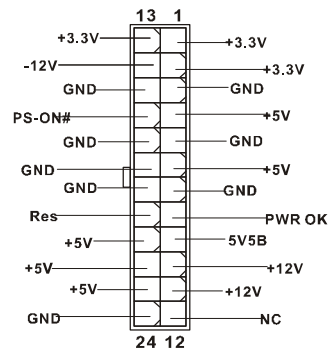 13 1
+3.3V +3.3V
-12V +3.3V
GND GND
PS-ON# +5V
GND GND
GND +5V
GND GND
Res PWR OK
+5V 5V5B
+5V +12V
+5V +12V
GND NC
24 12